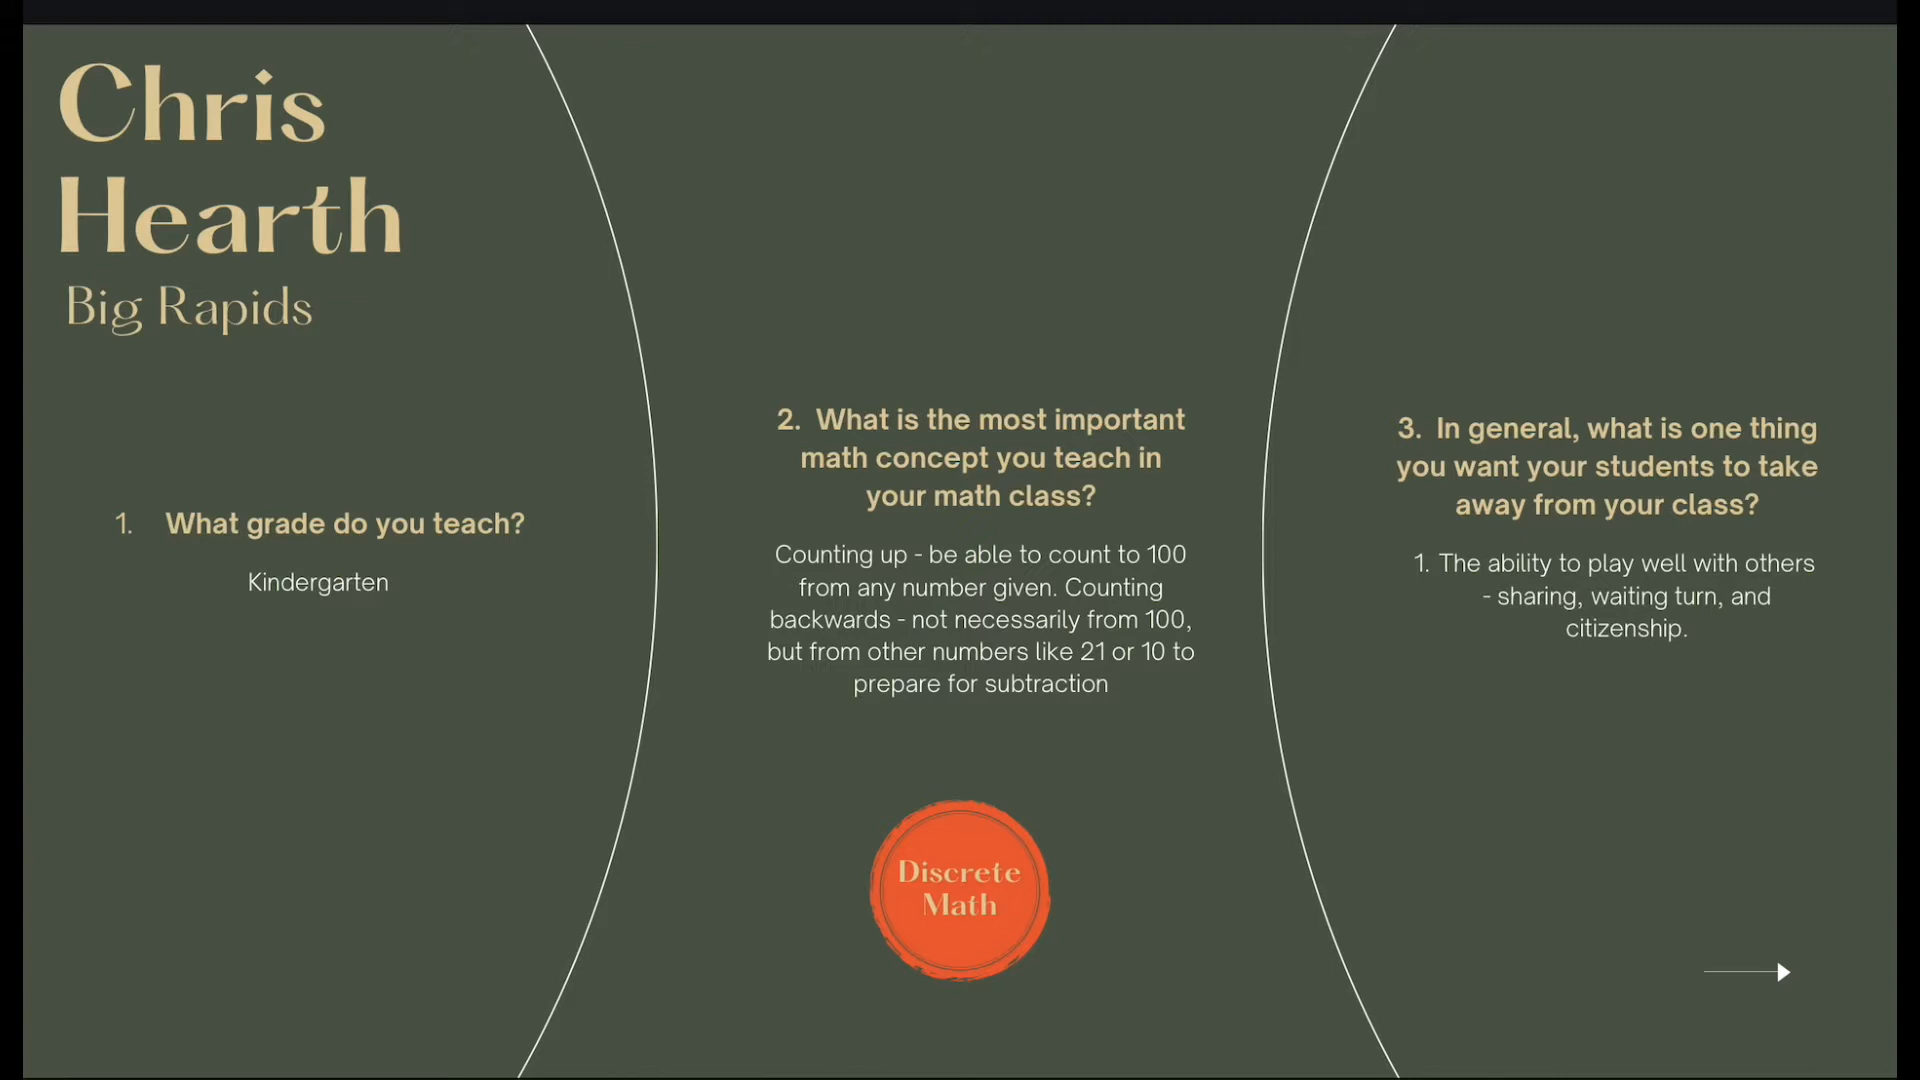 Chris
Hearth
Big Rapids
1. What grade do you teach?
Kindergarten
2. What is the most important
math concept you teach in
your math class?
Counting up - be able to count to 100
from any number given. Counting
backwards - not necessarily from 100,
but from other numbers like 21 or 10 to
prepare for subtraction
3. In general, what is one thing
you want your students to take
away from your class?
1. The ability to play well with others
- sharing, waiting turn, and
citizenship.
Discrete
Math